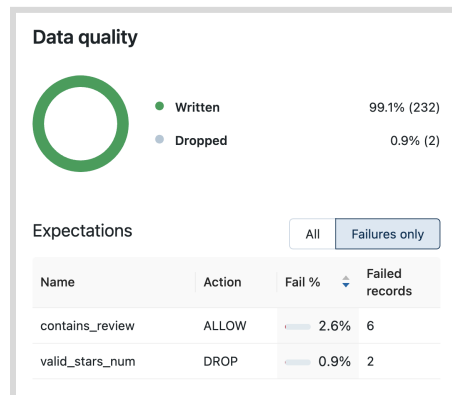 Data quality
Written 99.1% (232)
Dropped 0.9% (2)
Expectations All Failures only
Name Action Fail % Failed records
contains_review ALLOW 2.6% 6
valid_stars_num DROP 0.9% 2